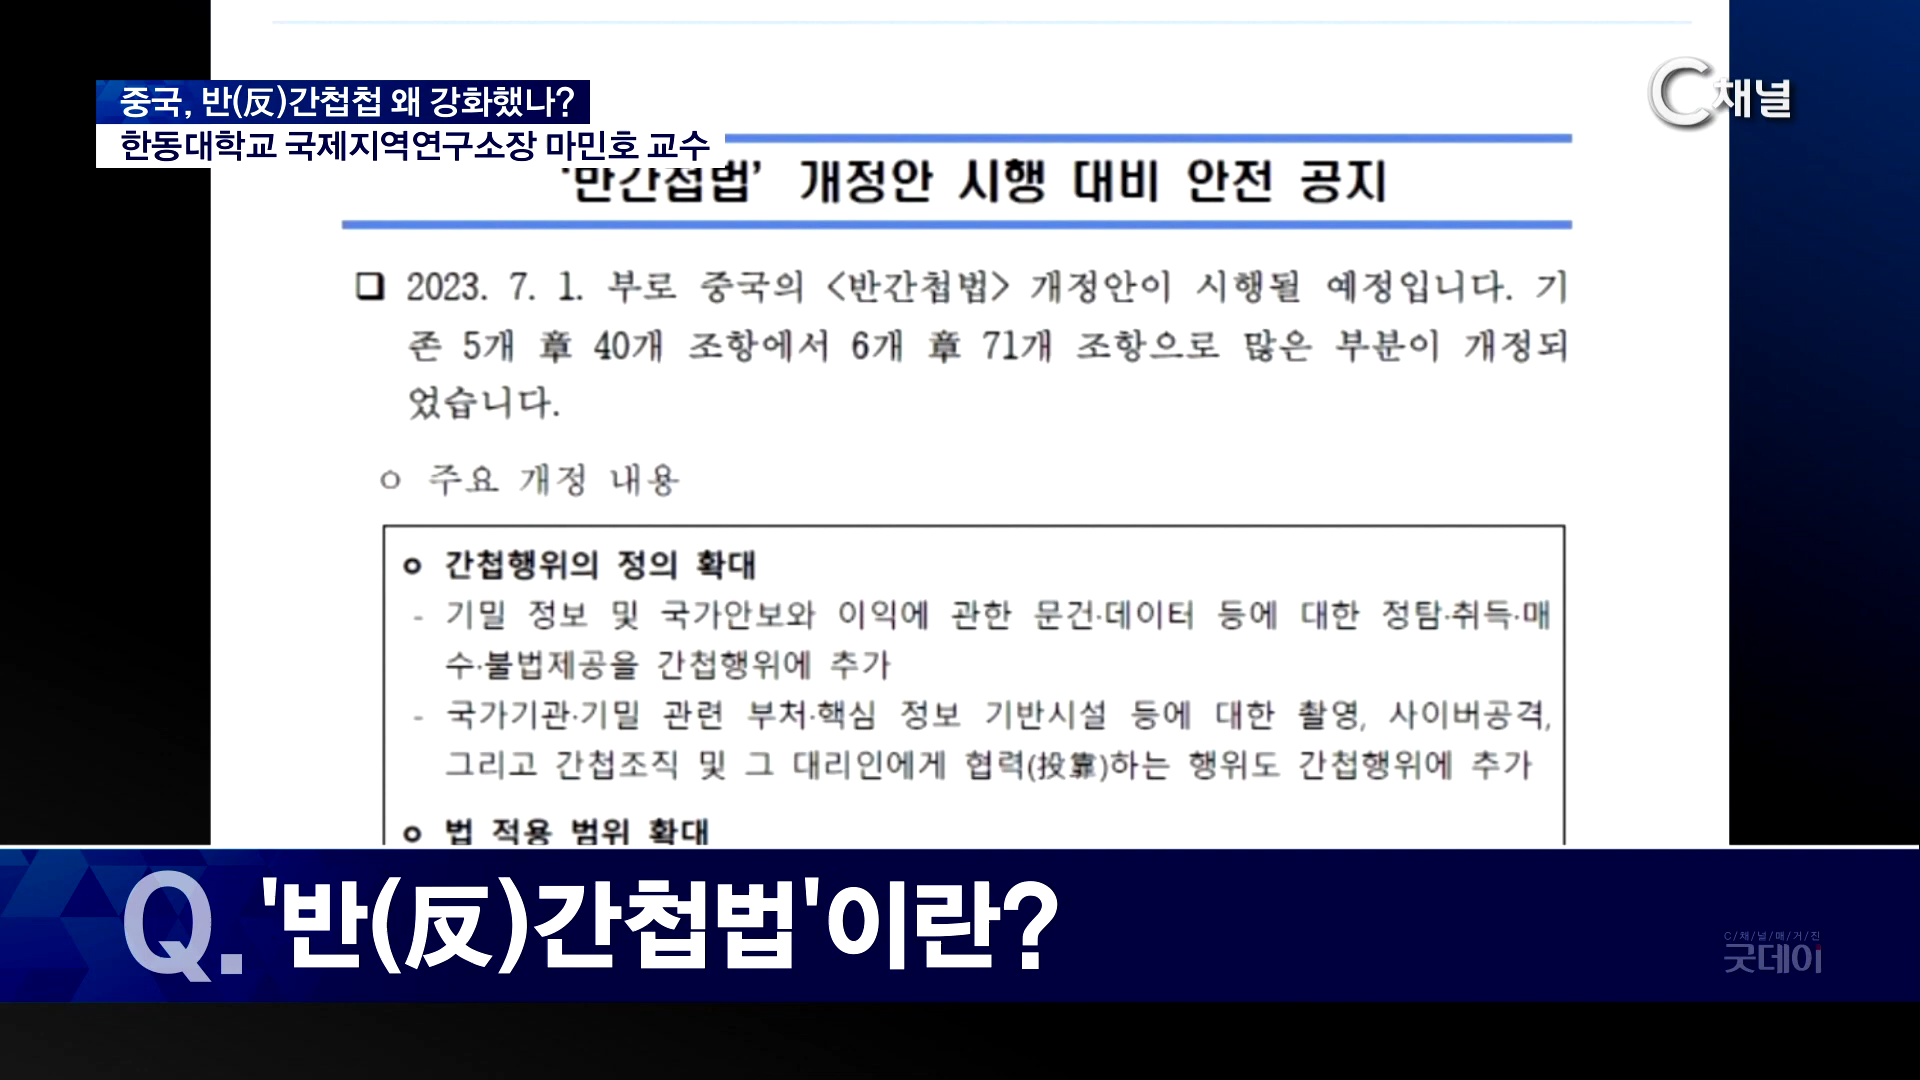 중국, 반(反)간첩첩 왜 강화했나?
한동대학교 국제지역연구소장 마민호 교수
C채널
'반간첩법' 개정안 시행 대비 안전 공지
❑ 2023. 7. 1. 부로 중국의 <반간첩법> 개정안이 시행될 예정입니다. 기
존 5개 章 40개 조항에서 6개 章 71개 조항으로 많은 부분이 개정되
었습니다.
ㅇ 주요 개정 내용
ㅇ 간첩행위의 정의 확대
- 기밀 정보 및 국가안보와 이익에 관한 문건·데이터 등에 대한 정탐·취득·매
수·불법제공을 간첩행위에 추가
- 국가기관·기밀 관련 부처·핵심 정보 기반시설 등에 대한 촬영, 사이버공격,
그리고 간첩조직 및 그 대리인에게 협력(投靠)하는 행위도 간첩행위에 추가
ㅇ 법 적용 범위 확대
Q. '반(反)간첩법'이란?
C/채/널/매/거/진
굿데이